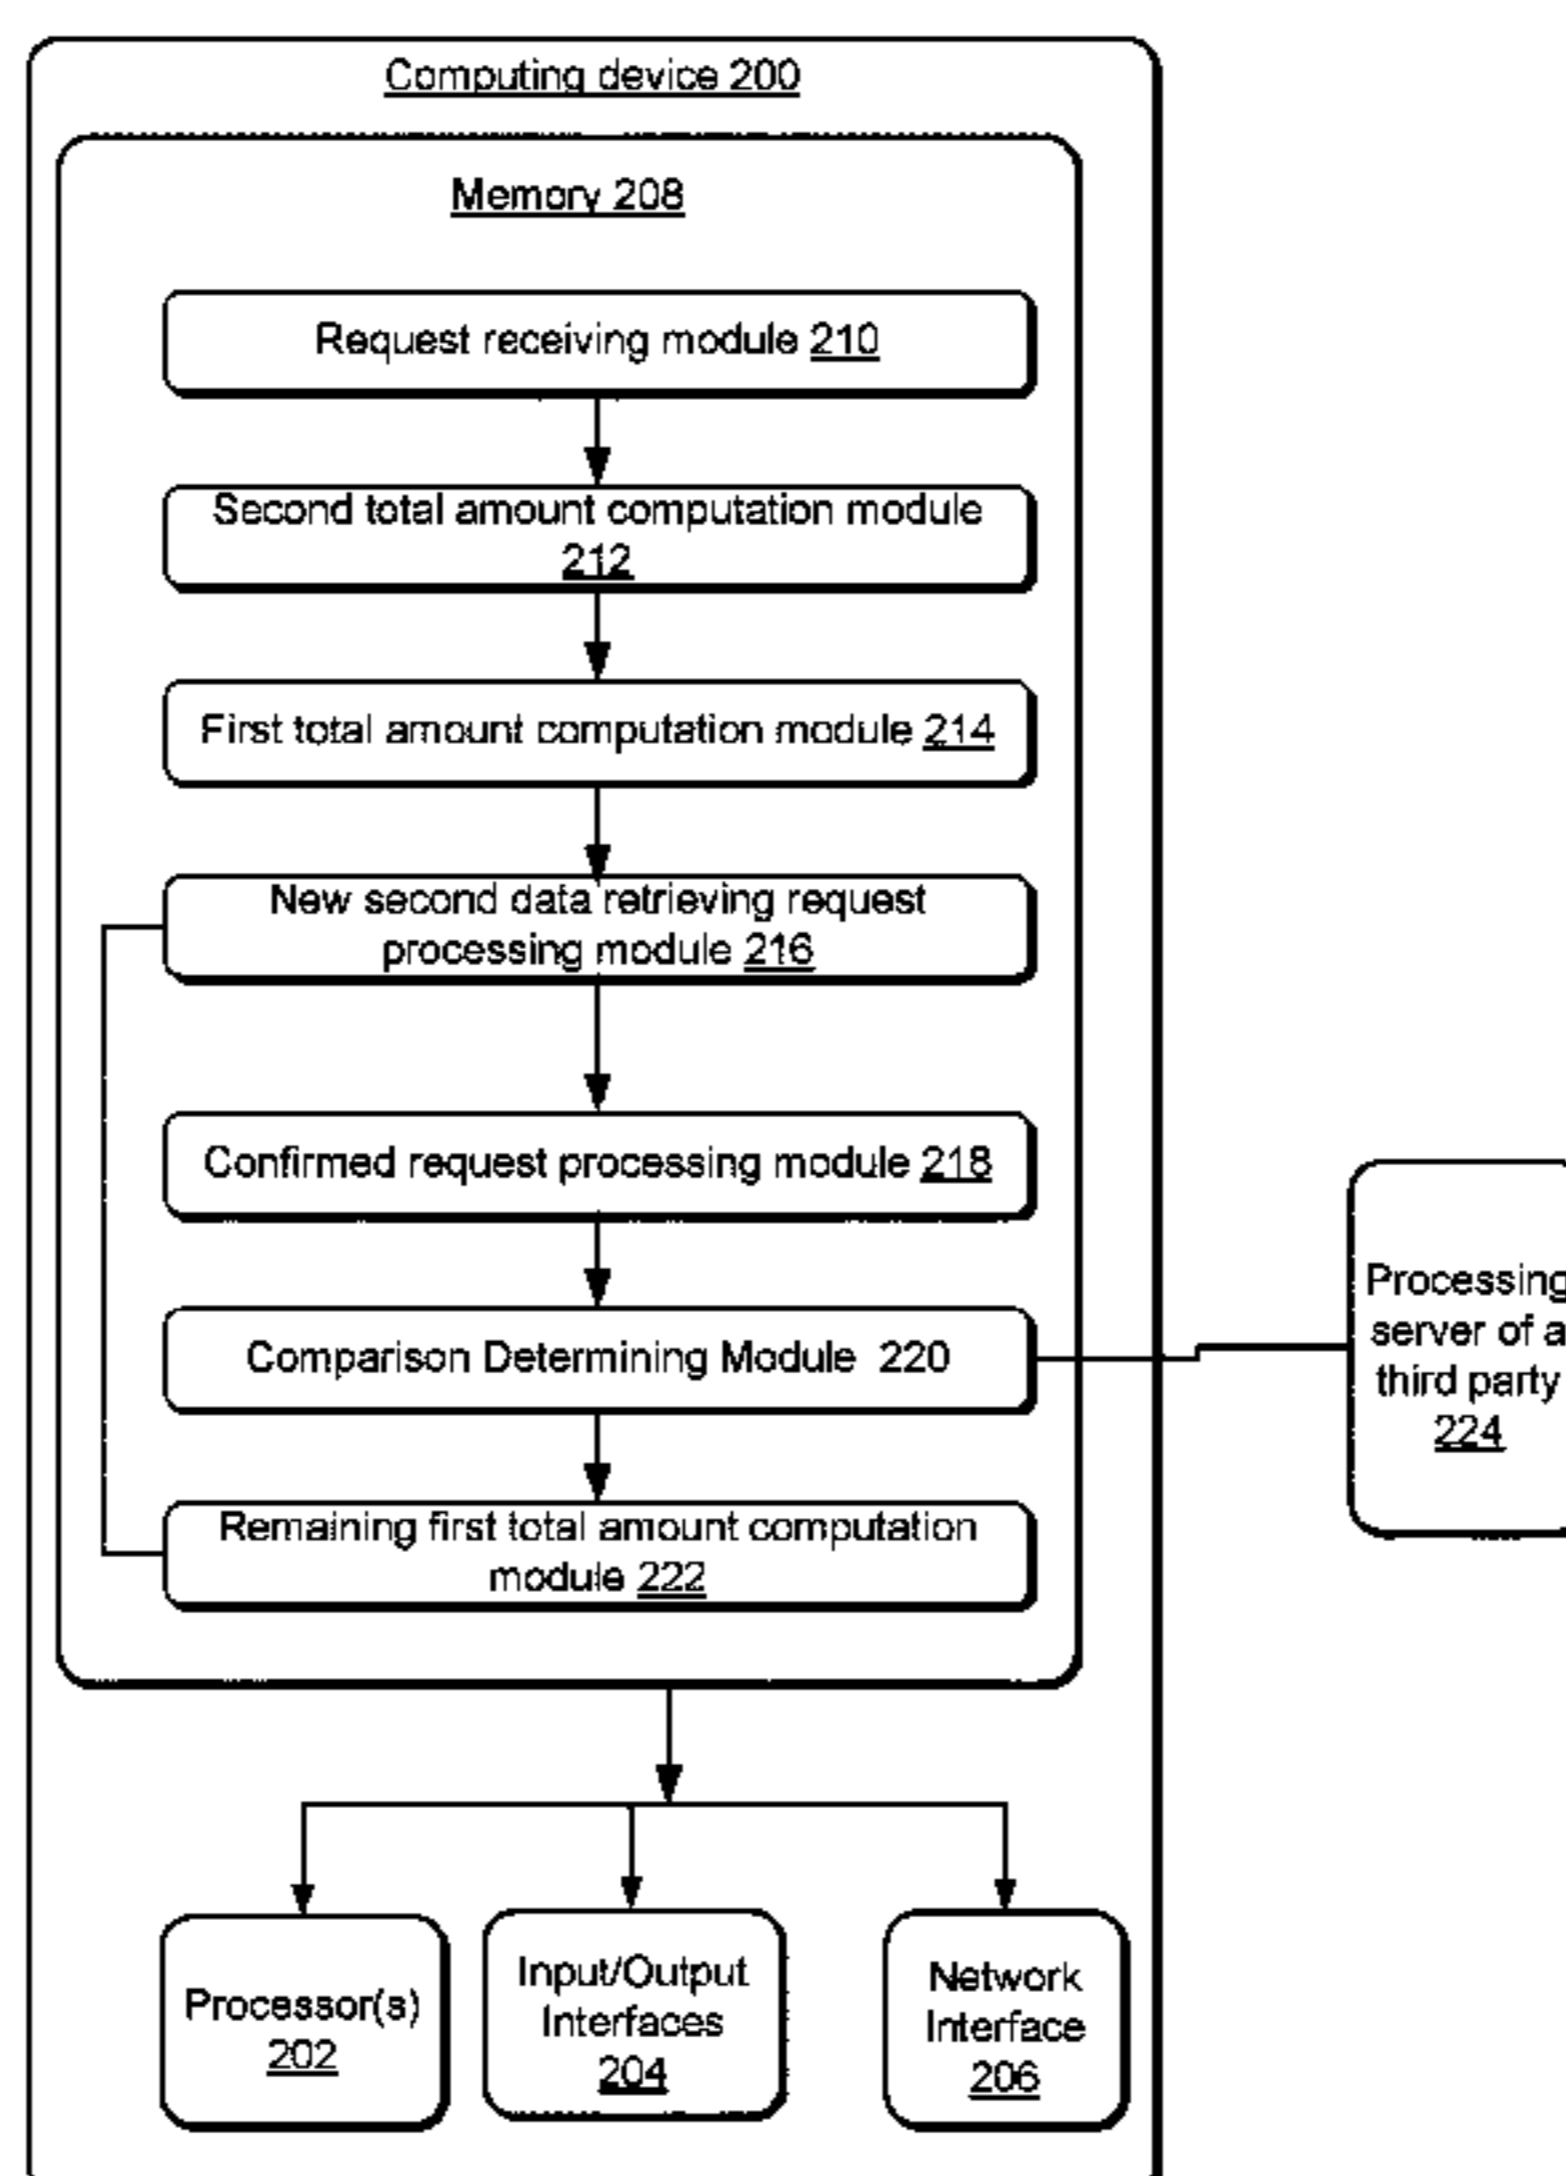 Computing device 200
Memory 208
Request receiving module 210
Second total amount computation module
212
First total amount computation module 214
New second data retrieving request
processing module 216
Confirmed request processing module 218
Comparison Determining Module 220
Remaining first total amount computation
module 222
Processing
server of a
third party
224
Processor(s)
202
Input/Output
Interfaces
204
Network
Interface
206